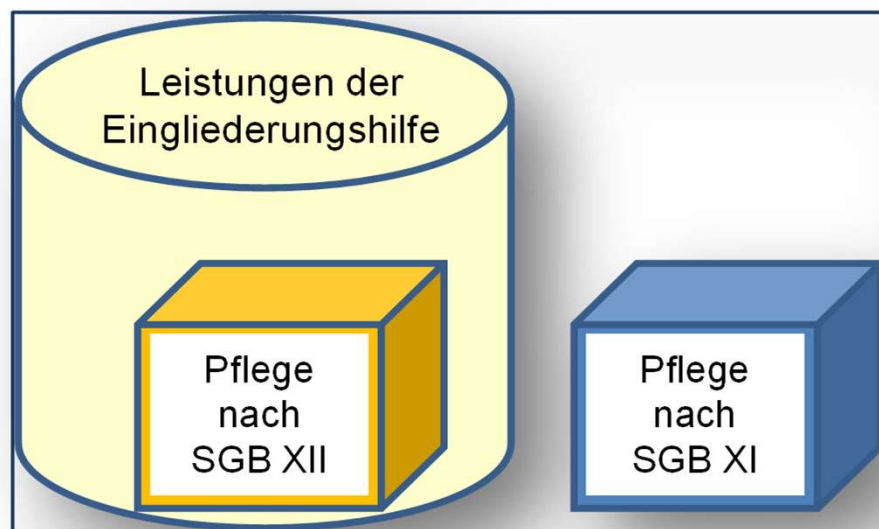 Leistungen der
Eingliederungshilfe
Pflege
nach
SGB XII
Pflege
nach
SGB XI